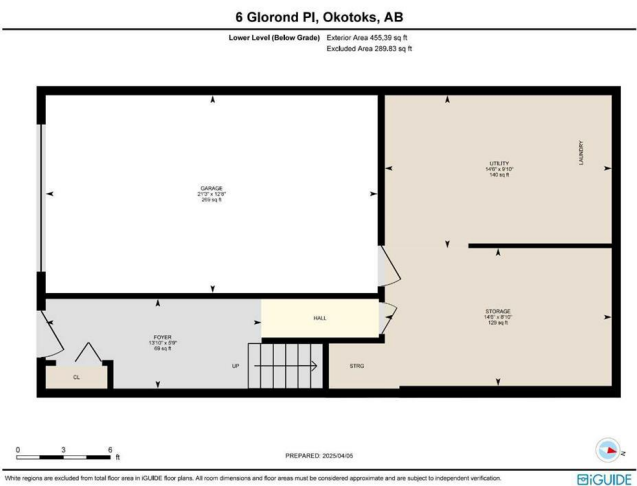 6 Glorond Pl, Okotoks, AB
Lower Level (Below Grade) Exterior Area 455.39 sq ft
Excluded Area 289.83 sq ft
GARAGE
21'3" x 12'8"
269 sq ft
UTILITY
14'6" x 9'10"
140 sq ft
LAUNDRY
HALL
STORAGE
14'5" x 8'10"
129 sq ft
FOYER
13'10" x 5'9"
69 sq ft
UP
STRG
CL
0 3 6
ft
PREPARED: 2025/04/05
N
White regions are excluded from total floor area in iGUIDE floor plans. All room dimensions and floor areas must be considered approximate and are subject to independent verification.
iGUIDE